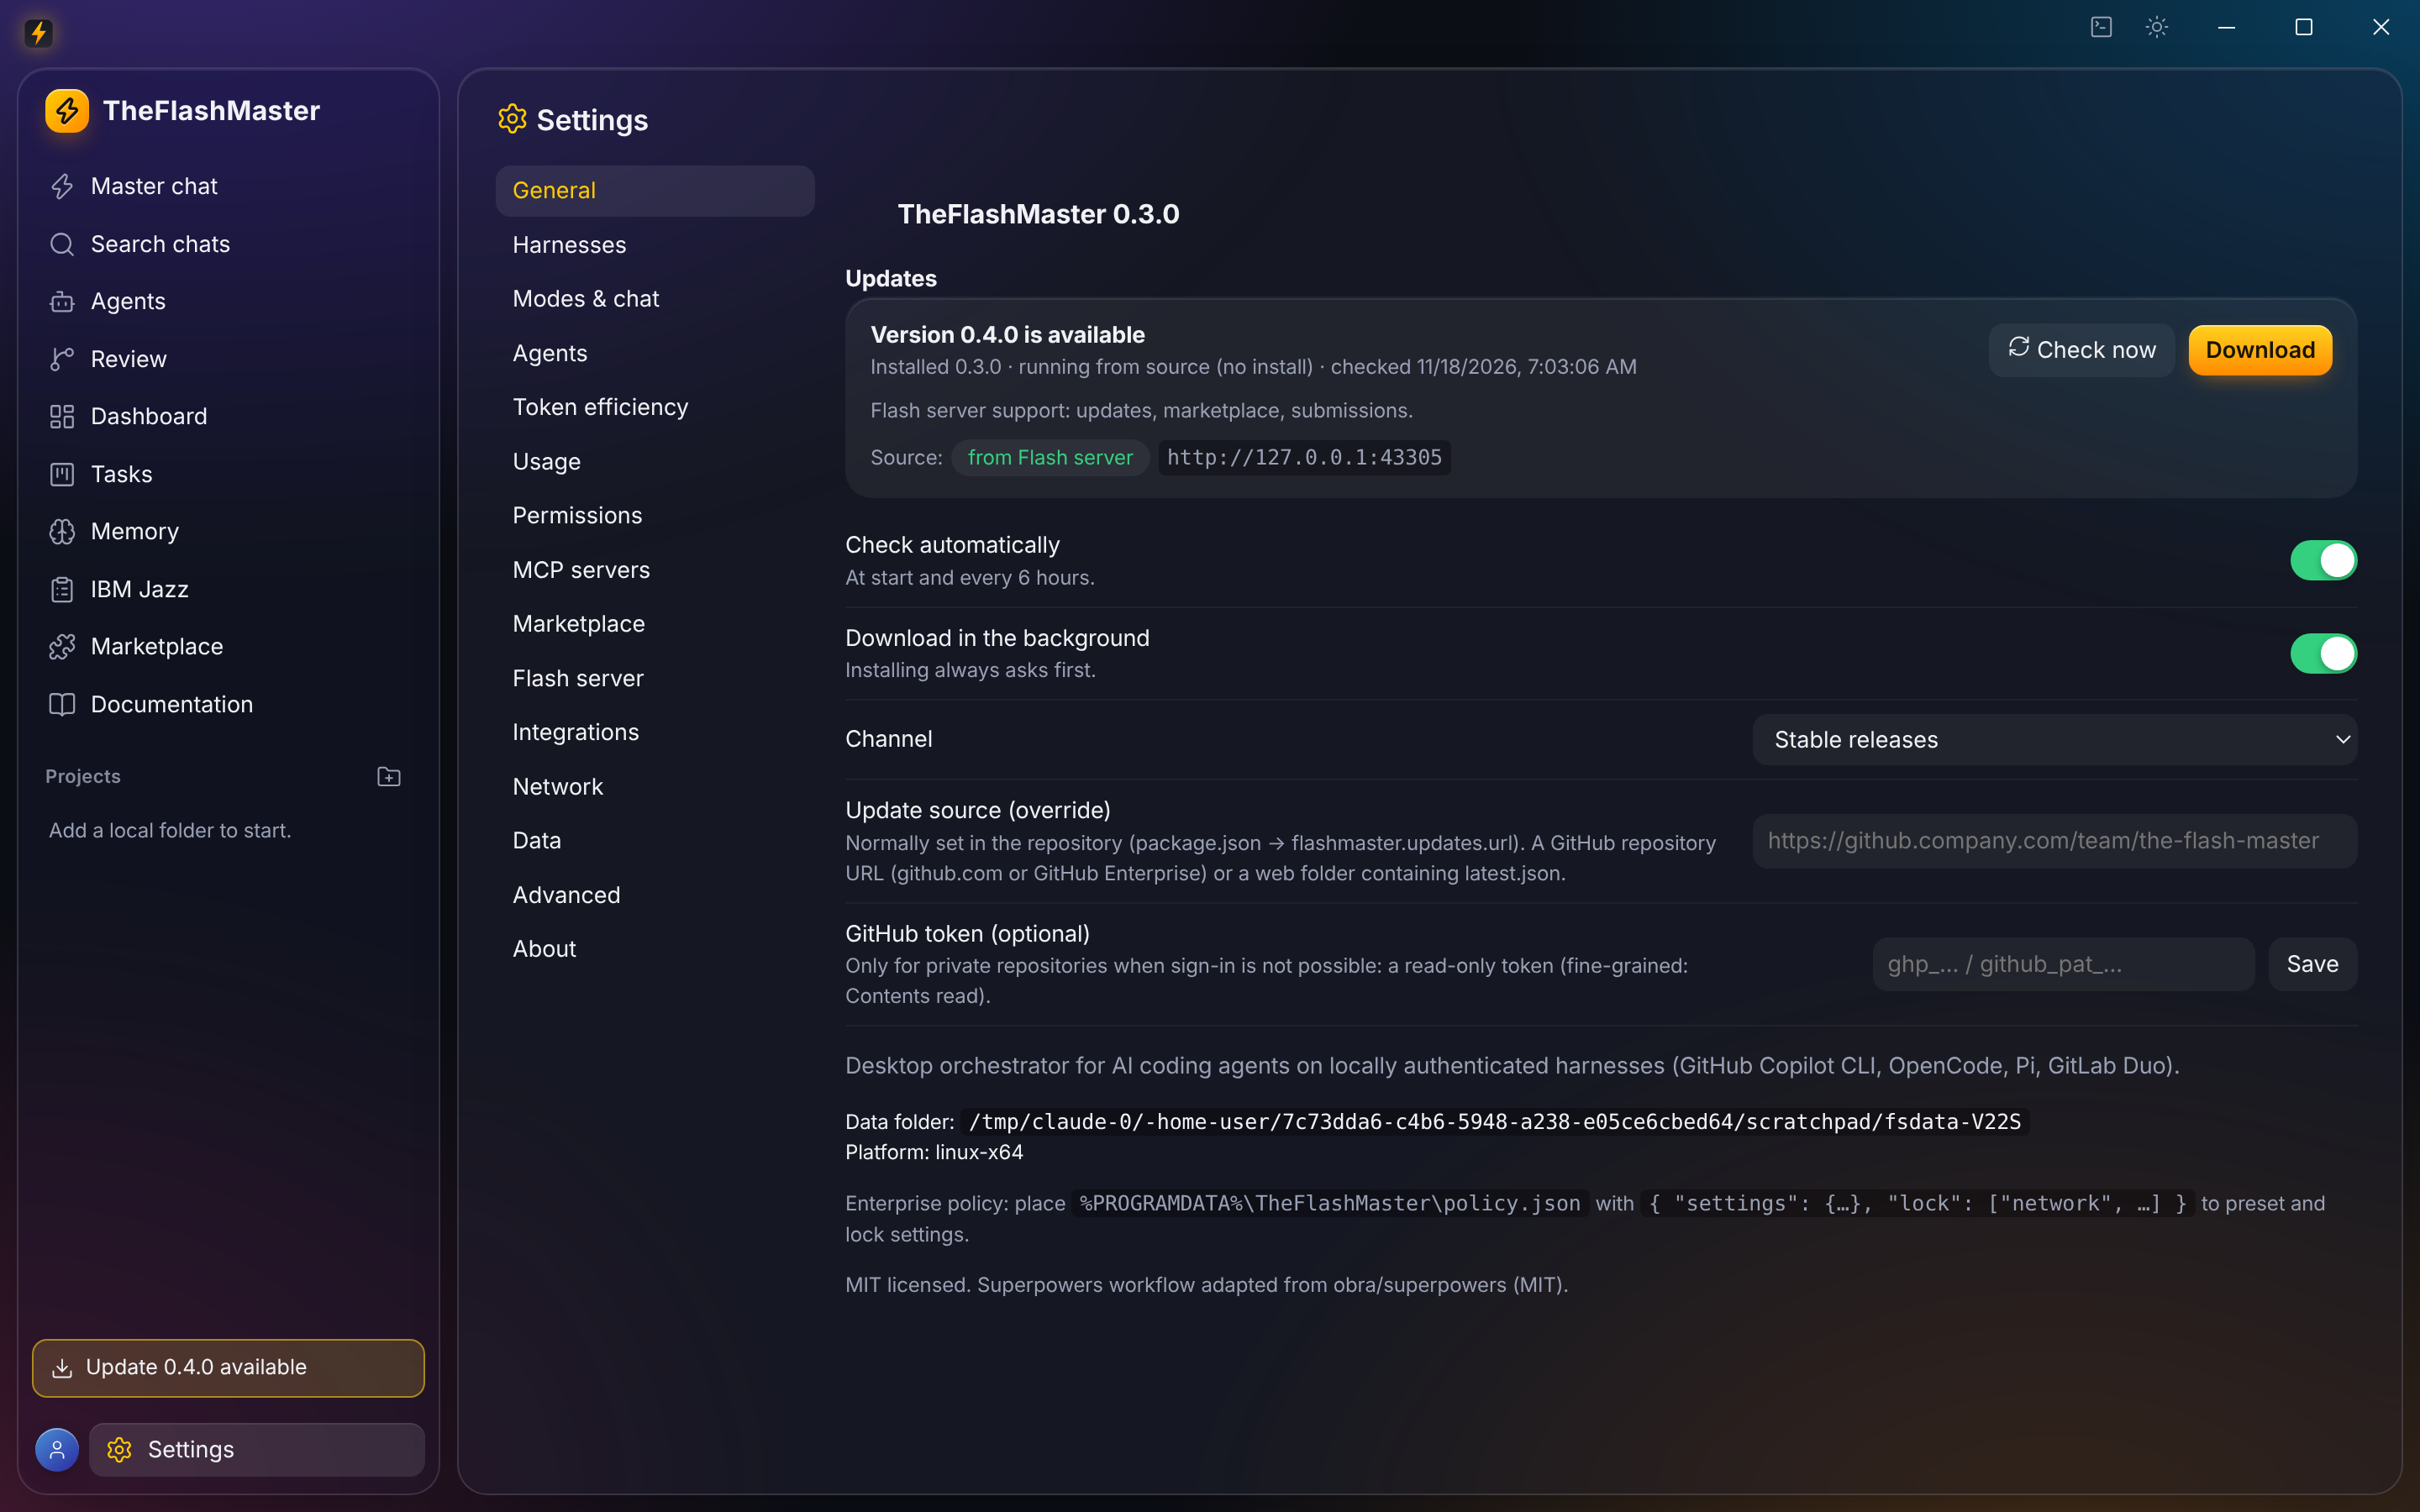 TheFlashMaster
Master chat
Search chats
Agents
Review
Dashboard
Tasks
Memory
IBM Jazz
Marketplace
Documentation
Projects
Add a local folder to start.
Update 0.4.0 available
Settings
Settings
General
Harnesses
Modes & chat
Agents
Token efficiency
Usage
Permissions
MCP servers
Marketplace
Flash server
Integrations
Network
Data
Advanced
About
TheFlashMaster 0.3.0
Updates
Version 0.4.0 is available
Installed 0.3.0 · running from source (no install) · checked 11/18/2026, 7:03:06 AM
Check now
Download
Flash server support: updates, marketplace, submissions.
Source: from Flash server http://127.0.0.1:43305
Check automatically
At start and every 6 hours.
Download in the background
Installing always asks first.
Channel
Stable releases
Update source (override)
Normally set in the repository (package.json → flashmaster.updates.url). A GitHub repository
URL (github.com or GitHub Enterprise) or a web folder containing latest.json.
https://github.company.com/team/the-flash-master
GitHub token (optional)
Only for private repositories when sign-in is not possible: a read-only token (fine-grained:
Contents read).
ghp_... / github_pat_...
Save
Desktop orchestrator for AI coding agents on locally authenticated harnesses (GitHub Copilot CLI, OpenCode, Pi, GitLab Duo).
Data folder: /tmp/claude-0/-home-user/7c73dda6-c4b6-5948-a238-e05ce6cbed64/scratchpad/fsdata-V22S
Platform: linux-x64
Enterprise policy: place %PROGRAMDATA%\TheFlashMaster\policy.json with { "settings": {…}, "lock": ["network", …] } to preset and
lock settings.
MIT licensed. Superpowers workflow adapted from obra/superpowers (MIT).